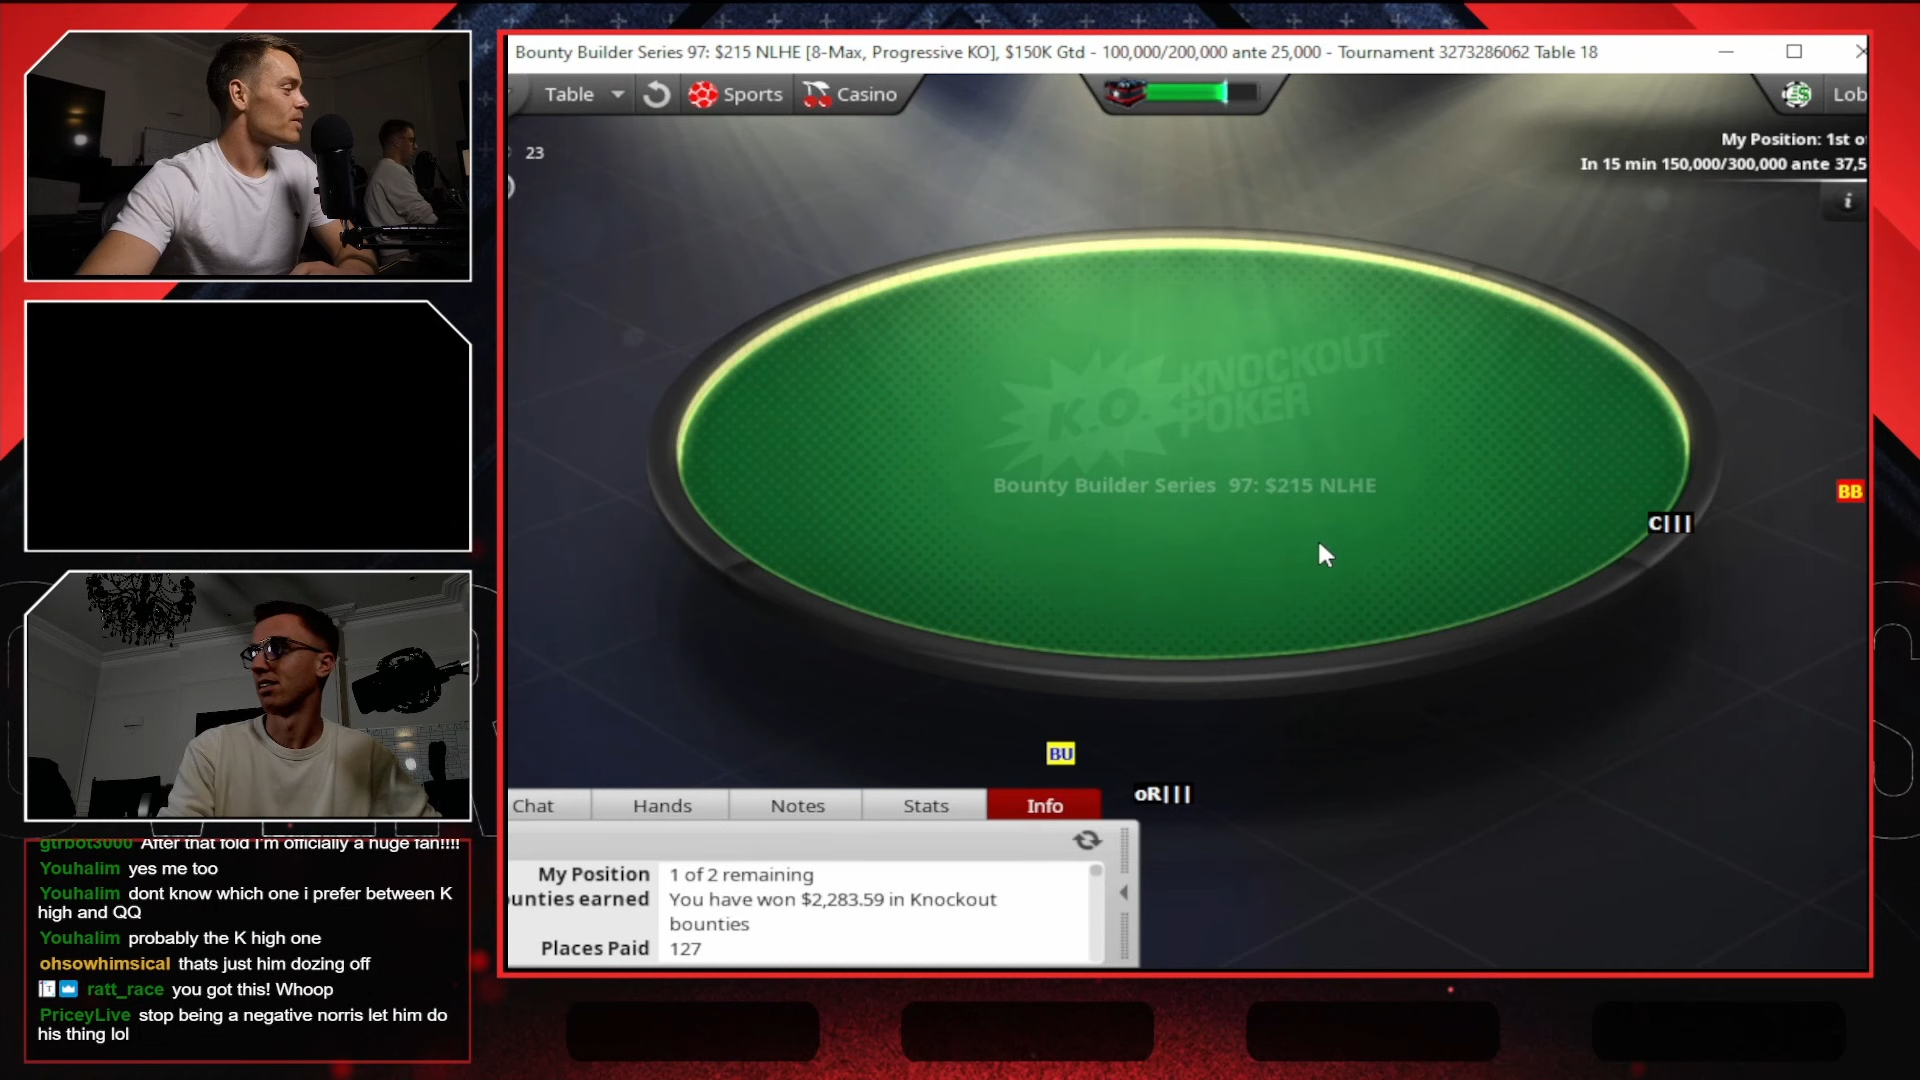 Bounty Builder Series 97: $215 NLHE [8-Max, Progressive KO], $150K Gtd - 100,000/200,000 ante 25,000 - Tournament 3273286062 Table 18
Table
Sports
Casino
Lob
23
My Position: 1st o
In 15 min 150,000/300,000 ante 37,5
i
K.O. KNOCKOUT
POKER
Bounty Builder Series 97: $215 NLHE
BB
C|||
BU
oR|||
Chat Hands Notes Stats Info
My Position 1 of 2 remaining
ounties earned You have won $2,283.59 in Knockout
bounties
Places Paid 127
gtrbot3000 After that fold I'm officially a huge fan!!!!
Youhalim yes me too
Youhalim dont know which one i prefer between K
high and QQ
Youhalim probably the K high one
ohsowhimsical thats just him dozing off
ratt_race you got this! Whoop
PriceyLive stop being a negative norris let him do
his thing lol